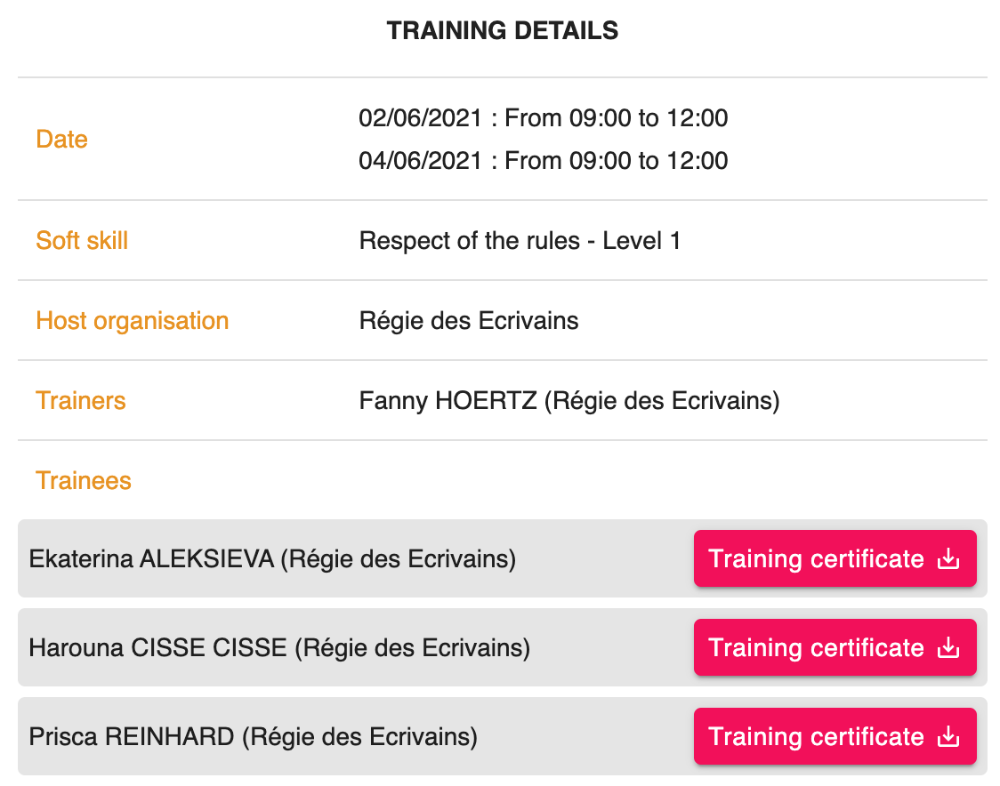 TRAINING DETAILS
Date
02/06/2021 : From 09:00 to 12:00
04/06/2021 : From 09:00 to 12:00
Soft skill
Respect of the rules - Level 1
Host organisation
Régie des Ecrivains
Trainers
Fanny HOERTZ (Régie des Ecrivains)
Trainees
Ekaterina ALEKSIEVA (Régie des Ecrivains)
Training certificate
Harouna CISSE CISSE (Régie des Ecrivains)
Training certificate
Prisca REINHARD (Régie des Ecrivains)
Training certificate